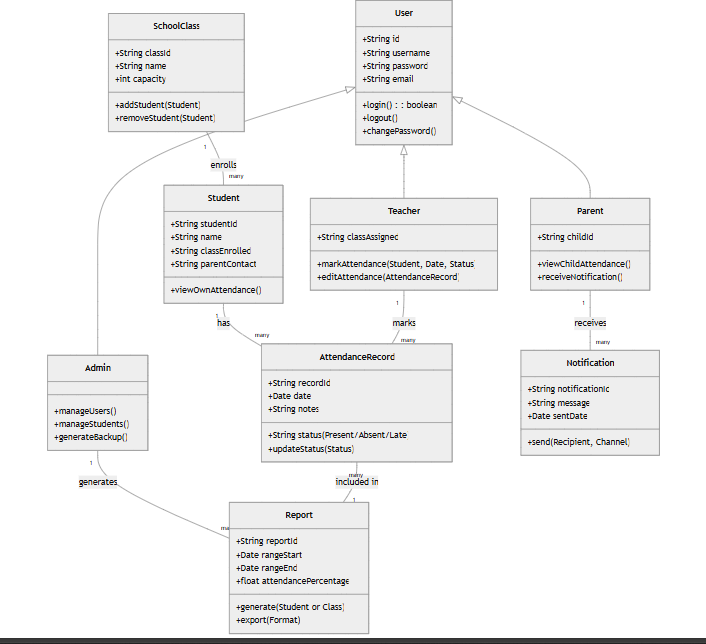 SchoolClass
+String classId
+String name
+int capacity
+addStudent(Student)
+removeStudent(Student)
User
+String id
+String username
+String password
+String email
+login() : : boolean
+logout()
+changePassword()
1
enrolls
many
Student
+String studentId
+String name
+String classEnrolled
+String parentContact
+viewOwnAttendance()
Teacher
+String classAssigned
+markAttendance(Student, Date, Status
+editAttendance(AttendanceRecord)
Parent
+String childId
+viewChildAttendance()
+receiveNotification()
1
has
many
1
marks
many
1
receives
many
Admin
+manageUsers()
+manageStudents()
+generateBackup()
AttendanceRecord
+String recordId
+Date date
+String notes
+String status(Present/Absent/Late
+updateStatus(Status)
Notification
+String notificationId
+String message
+Date sentDate
+send(Recipient, Channel)
1
generates
ma
many
included in
1
Report
+String reportId
+Date rangeStart
+Date rangeEnd
+float attendancePercentage
+generate(Student or Class)
+export(Format)